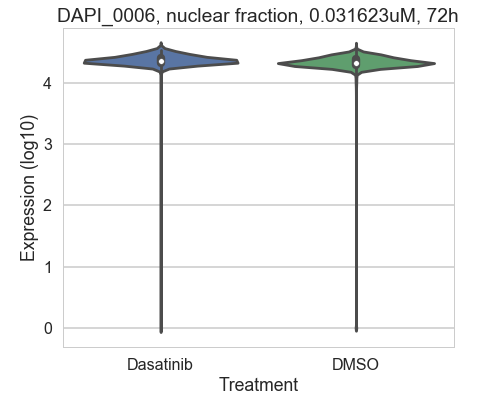 DAPI_0006, nuclear fraction, 0.031623uM, 72h
4
3
2
1
0
Expression (log10)
Dasatinib DMSO
Treatment